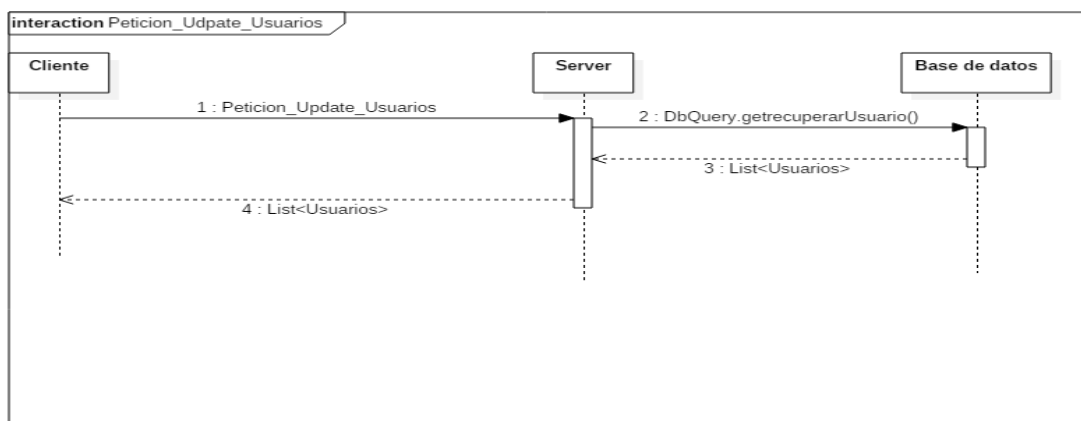 interaction Peticion_Udpate_Usuarios
Cliente
Server
Base de datos
1 : Peticion_Update_Usuarios
2 : DbQuery.getrecuperarUsuario()
3 : List<Usuarios>
4 : List<Usuarios>